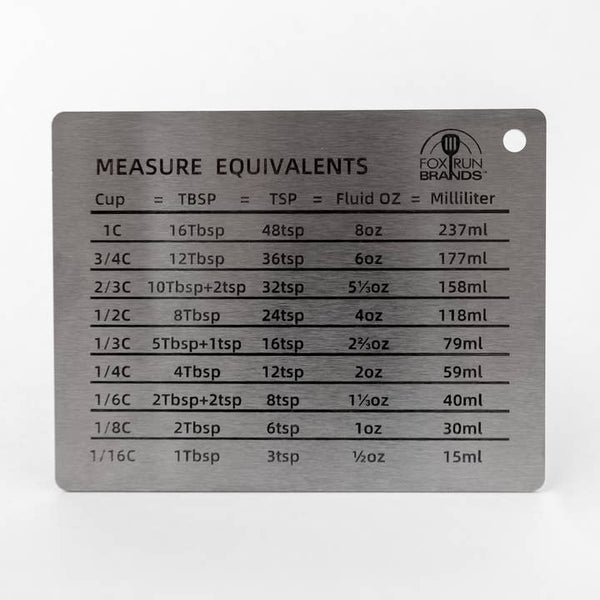 FOX RUN
BRANDS™
MEASURE EQUIVALENTS
Cup = TBSP = TSP = Fluid OZ = Milliliter
1C 16Tbsp 48tsp 8oz 237ml
3/4C 12Tbsp 36tsp 6oz 177ml
2/3C 10Tbsp+2tsp 32tsp 5⅓oz 158ml
1/2C 8Tbsp 24tsp 4oz 118ml
1/3C 5Tbsp+1tsp 16tsp 2⅔oz 79ml
1/4C 4Tbsp 12tsp 2oz 59ml
1/6C 2Tbsp+2tsp 8tsp 1⅓oz 40ml
1/8C 2Tbsp 6tsp 1oz 30ml
1/16C 1Tbsp 3tsp ½oz 15ml